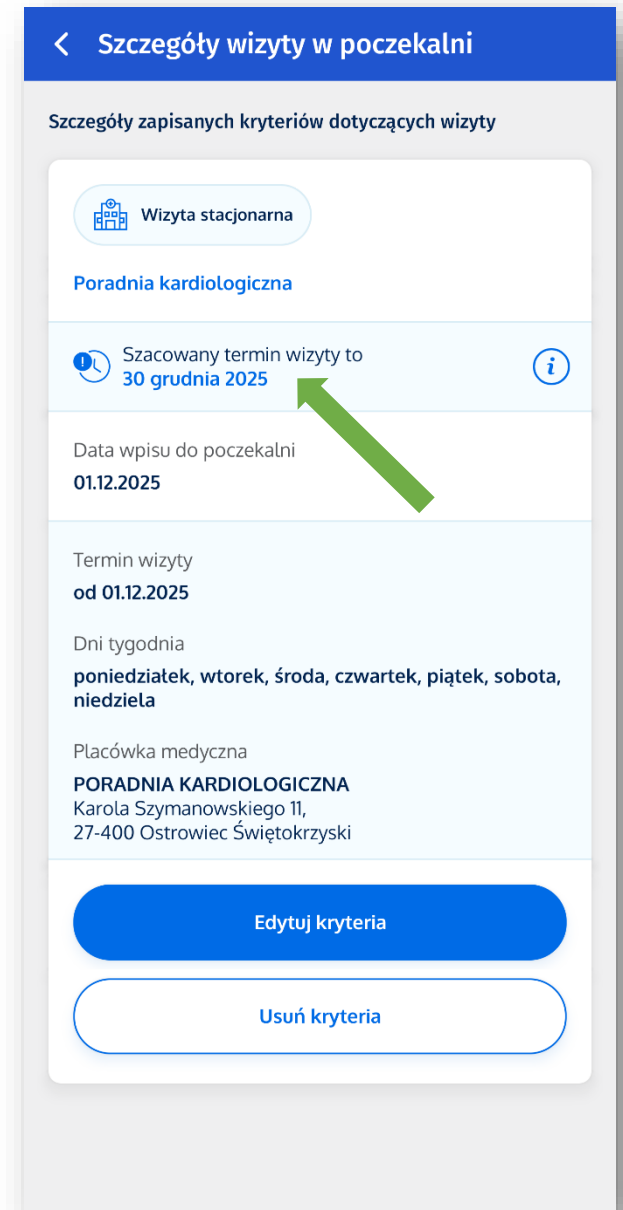 Szczegóły wizyty w poczekalni
Szczegóły zapisanych kryteriów dotyczących wizyty
Wizyta stacjonarna
Poradnia kardiologiczna
Szacowany termin wizyty to
30 grudnia 2025
Data wpisu do poczekalni
01.12.2025
Termin wizyty
od 01.12.2025
Dni tygodnia
poniedziałek, wtorek, środa, czwartek, piątek, sobota,
niedziela
Placówka medyczna
PORADNIA KARDIOLOGICZNA
Karola Szymanowskiego 11,
27-400 Ostrowiec Świętokrzyski
Edytuj kryteria
Usuń kryteria